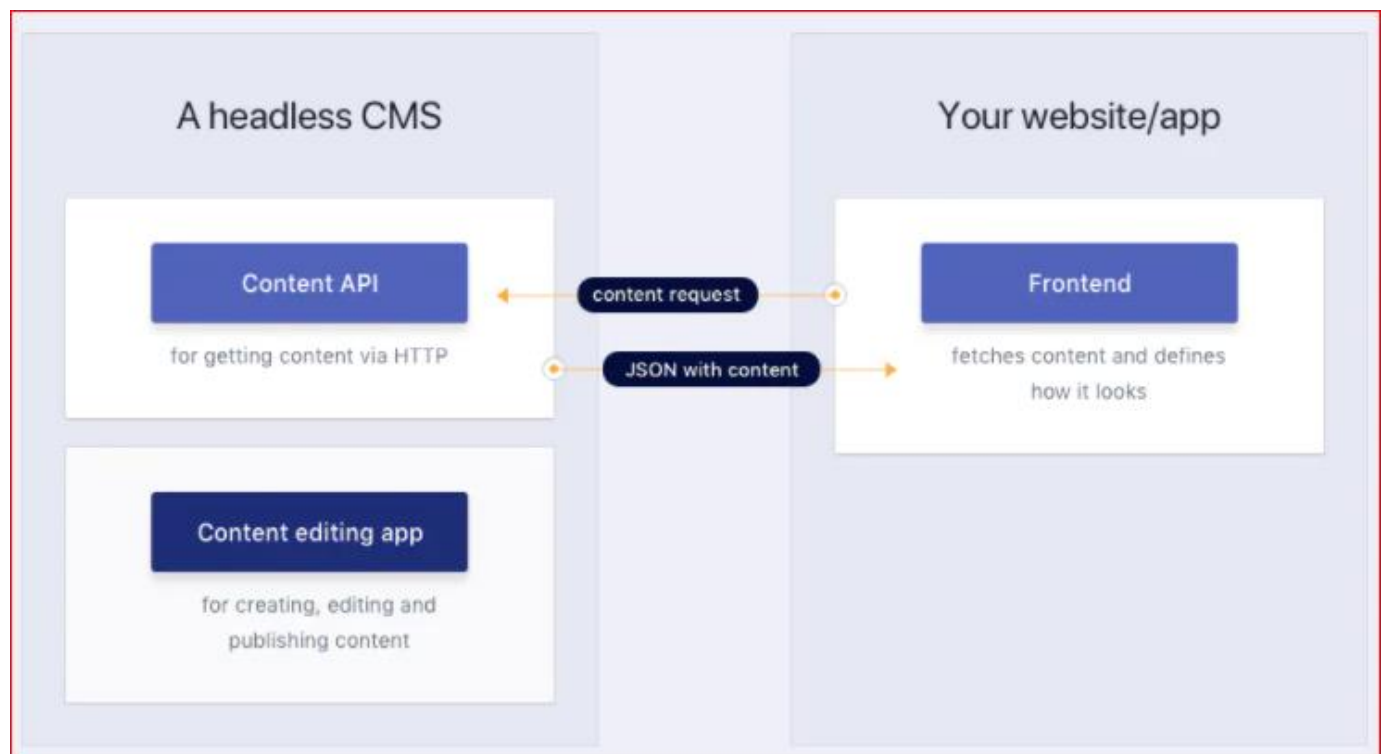 A headless CMS
Content API
for getting content via HTTP
Content editing app
for creating, editing and
publishing content
content request
JSON with content
Your website/app
Frontend
fetches content and defines
how it looks